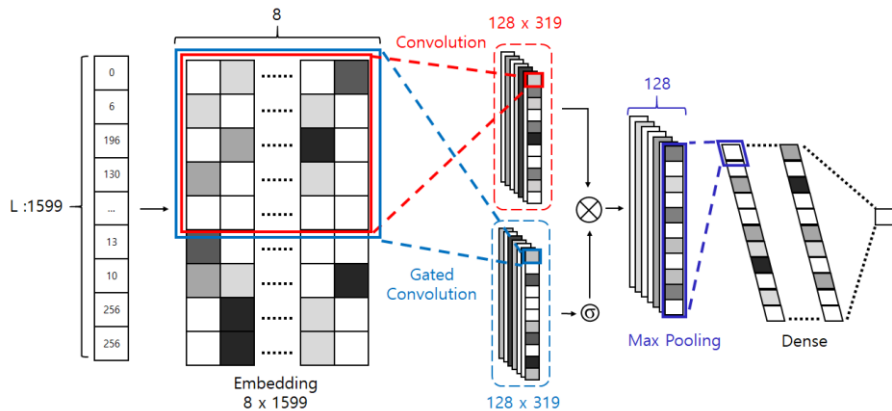 8
128 x 319
Convolution
0
6
196
130
...
13
10
256
256
L :1599
......
......
......
......
......
......
......
......
......
Gated
Convolution
σ
128
Embedding
8 x 1599
128 x 319
Max Pooling
Dense